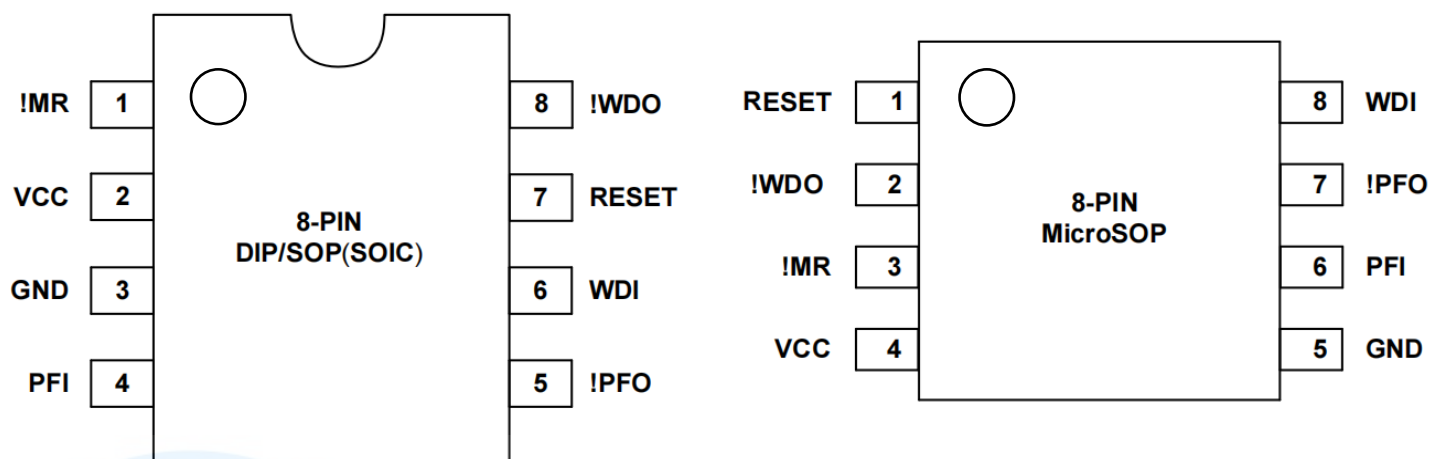 !MR 1 8 !WDO
VCC 2 7 RESET
8-PIN
DIP/SOP(SOIC)
GND 3 6 WDI
PFI 4 5 !PFO
RESET 1 8 WDI
!WDO 2 7 !PFO
8-PIN
MicroSOP
!MR 3 6 PFI
VCC 4 5 GND